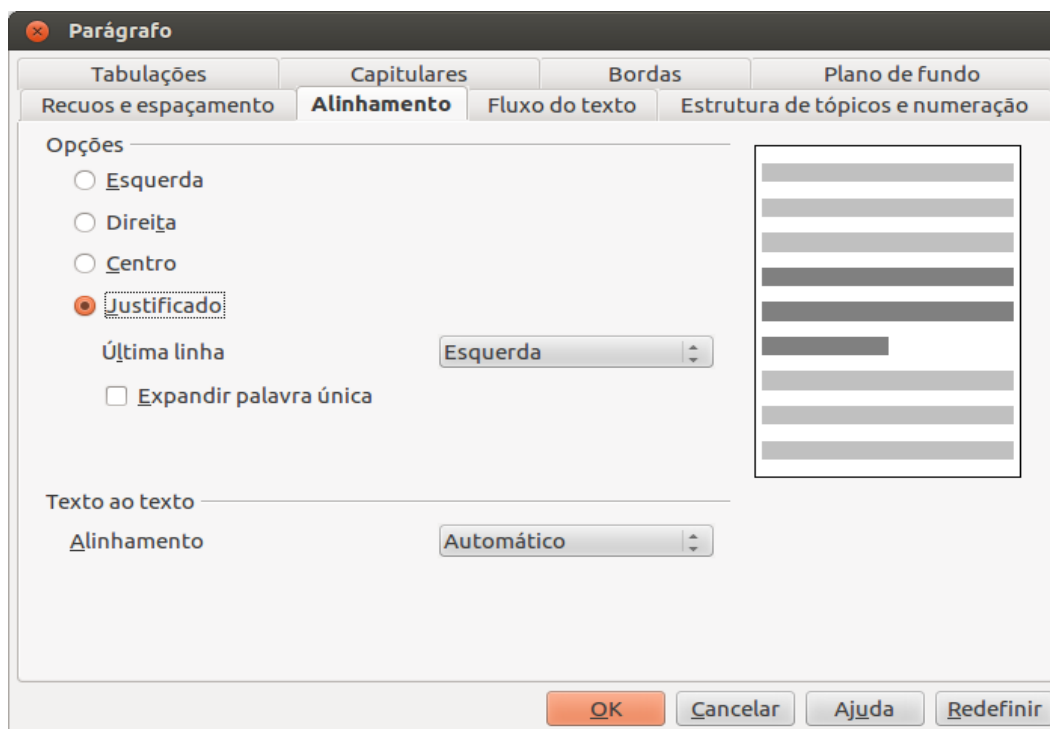 Parágrafo
Tabulações Capitulares Bordas Plano de fundo
Recuos e espaçamento Alinhamento Fluxo do texto Estrutura de tópicos e numeração
Opções
Esquerda
Direita
Centro
Justificado
Última linha Esquerda
Expandir palavra única
Texto ao texto
Alinhamento Automático
OK Cancelar Ajuda Redefinir